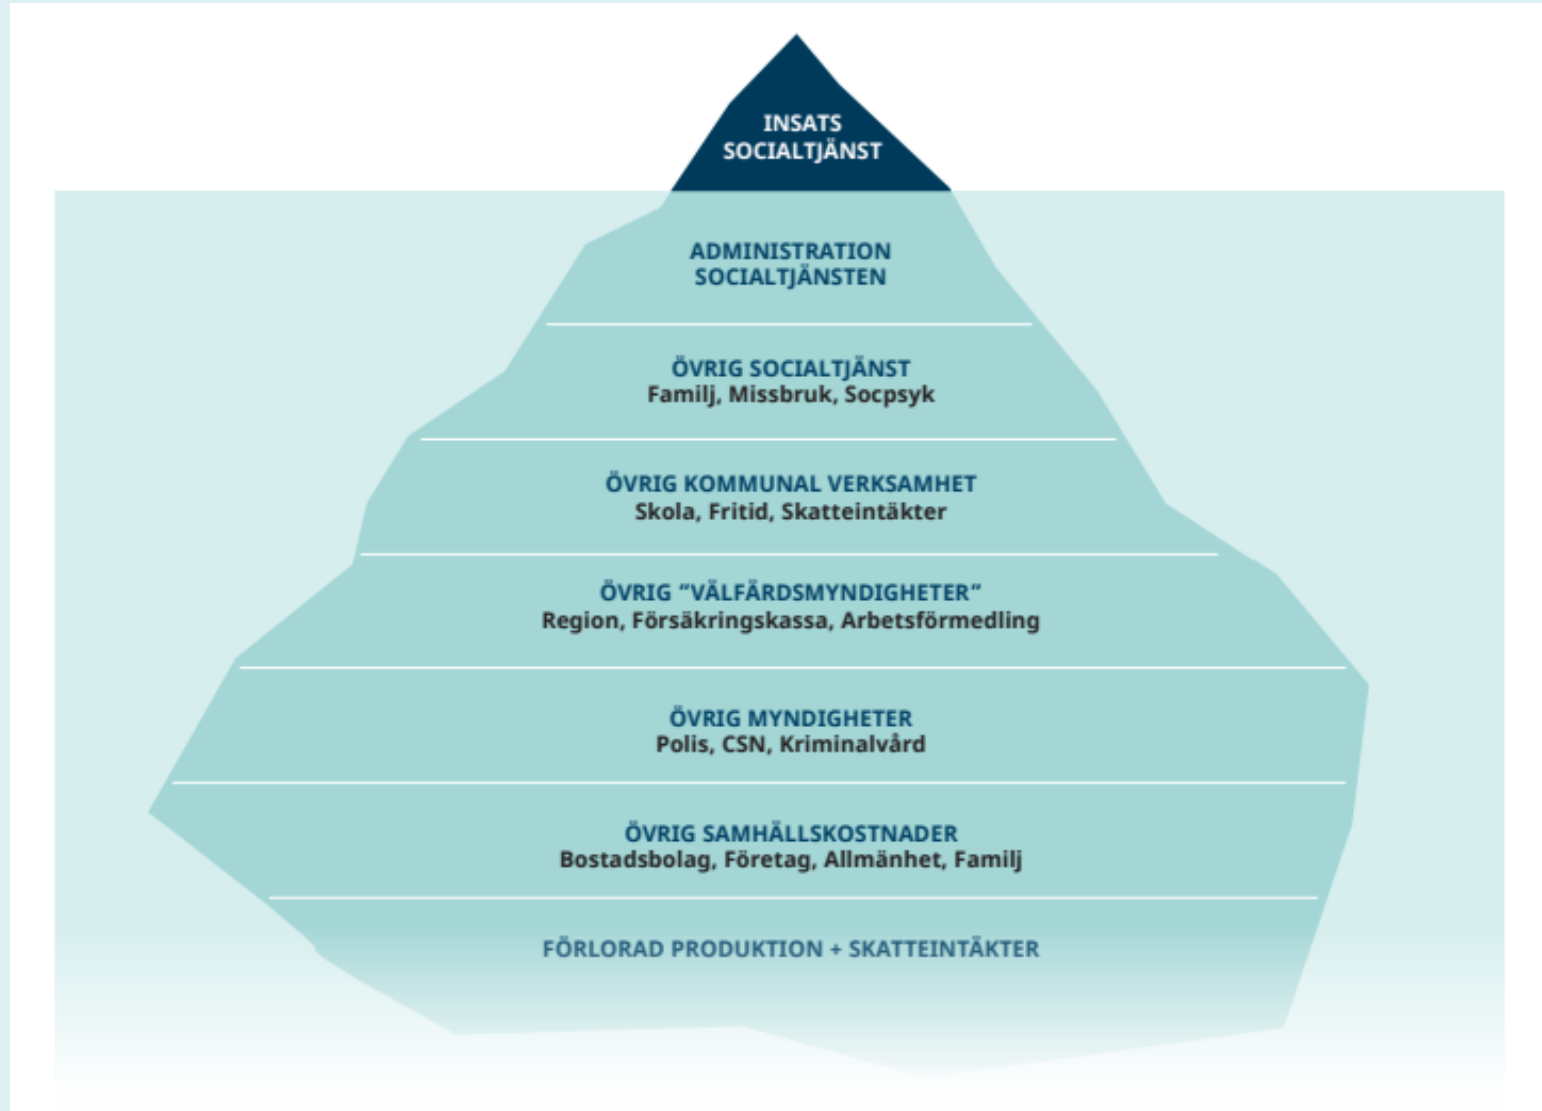 INSATS
SOCIALTJÄNST
ADMINISTRATION
SOCIALTJÄNSTEN
ÖVRIG SOCIALTJÄNST
Familj, Missbruk, Socpsyk
ÖVRIG KOMMUNAL VERKSAMHET
Skola, Fritid, Skatteintäkter
ÖVRIG ”VÄLFÄRDSMYNDIGHETER”
Region, Försäkringskassa, Arbetsförmedling
ÖVRIG MYNDIGHETER
Polis, CSN, Kriminalvård
ÖVRIG SAMHÄLLSKOSTNADER
Bostadsbolag, Företag, Allmänhet, Familj
FÖRLORAD PRODUKTION + SKATTEINTÄKTER